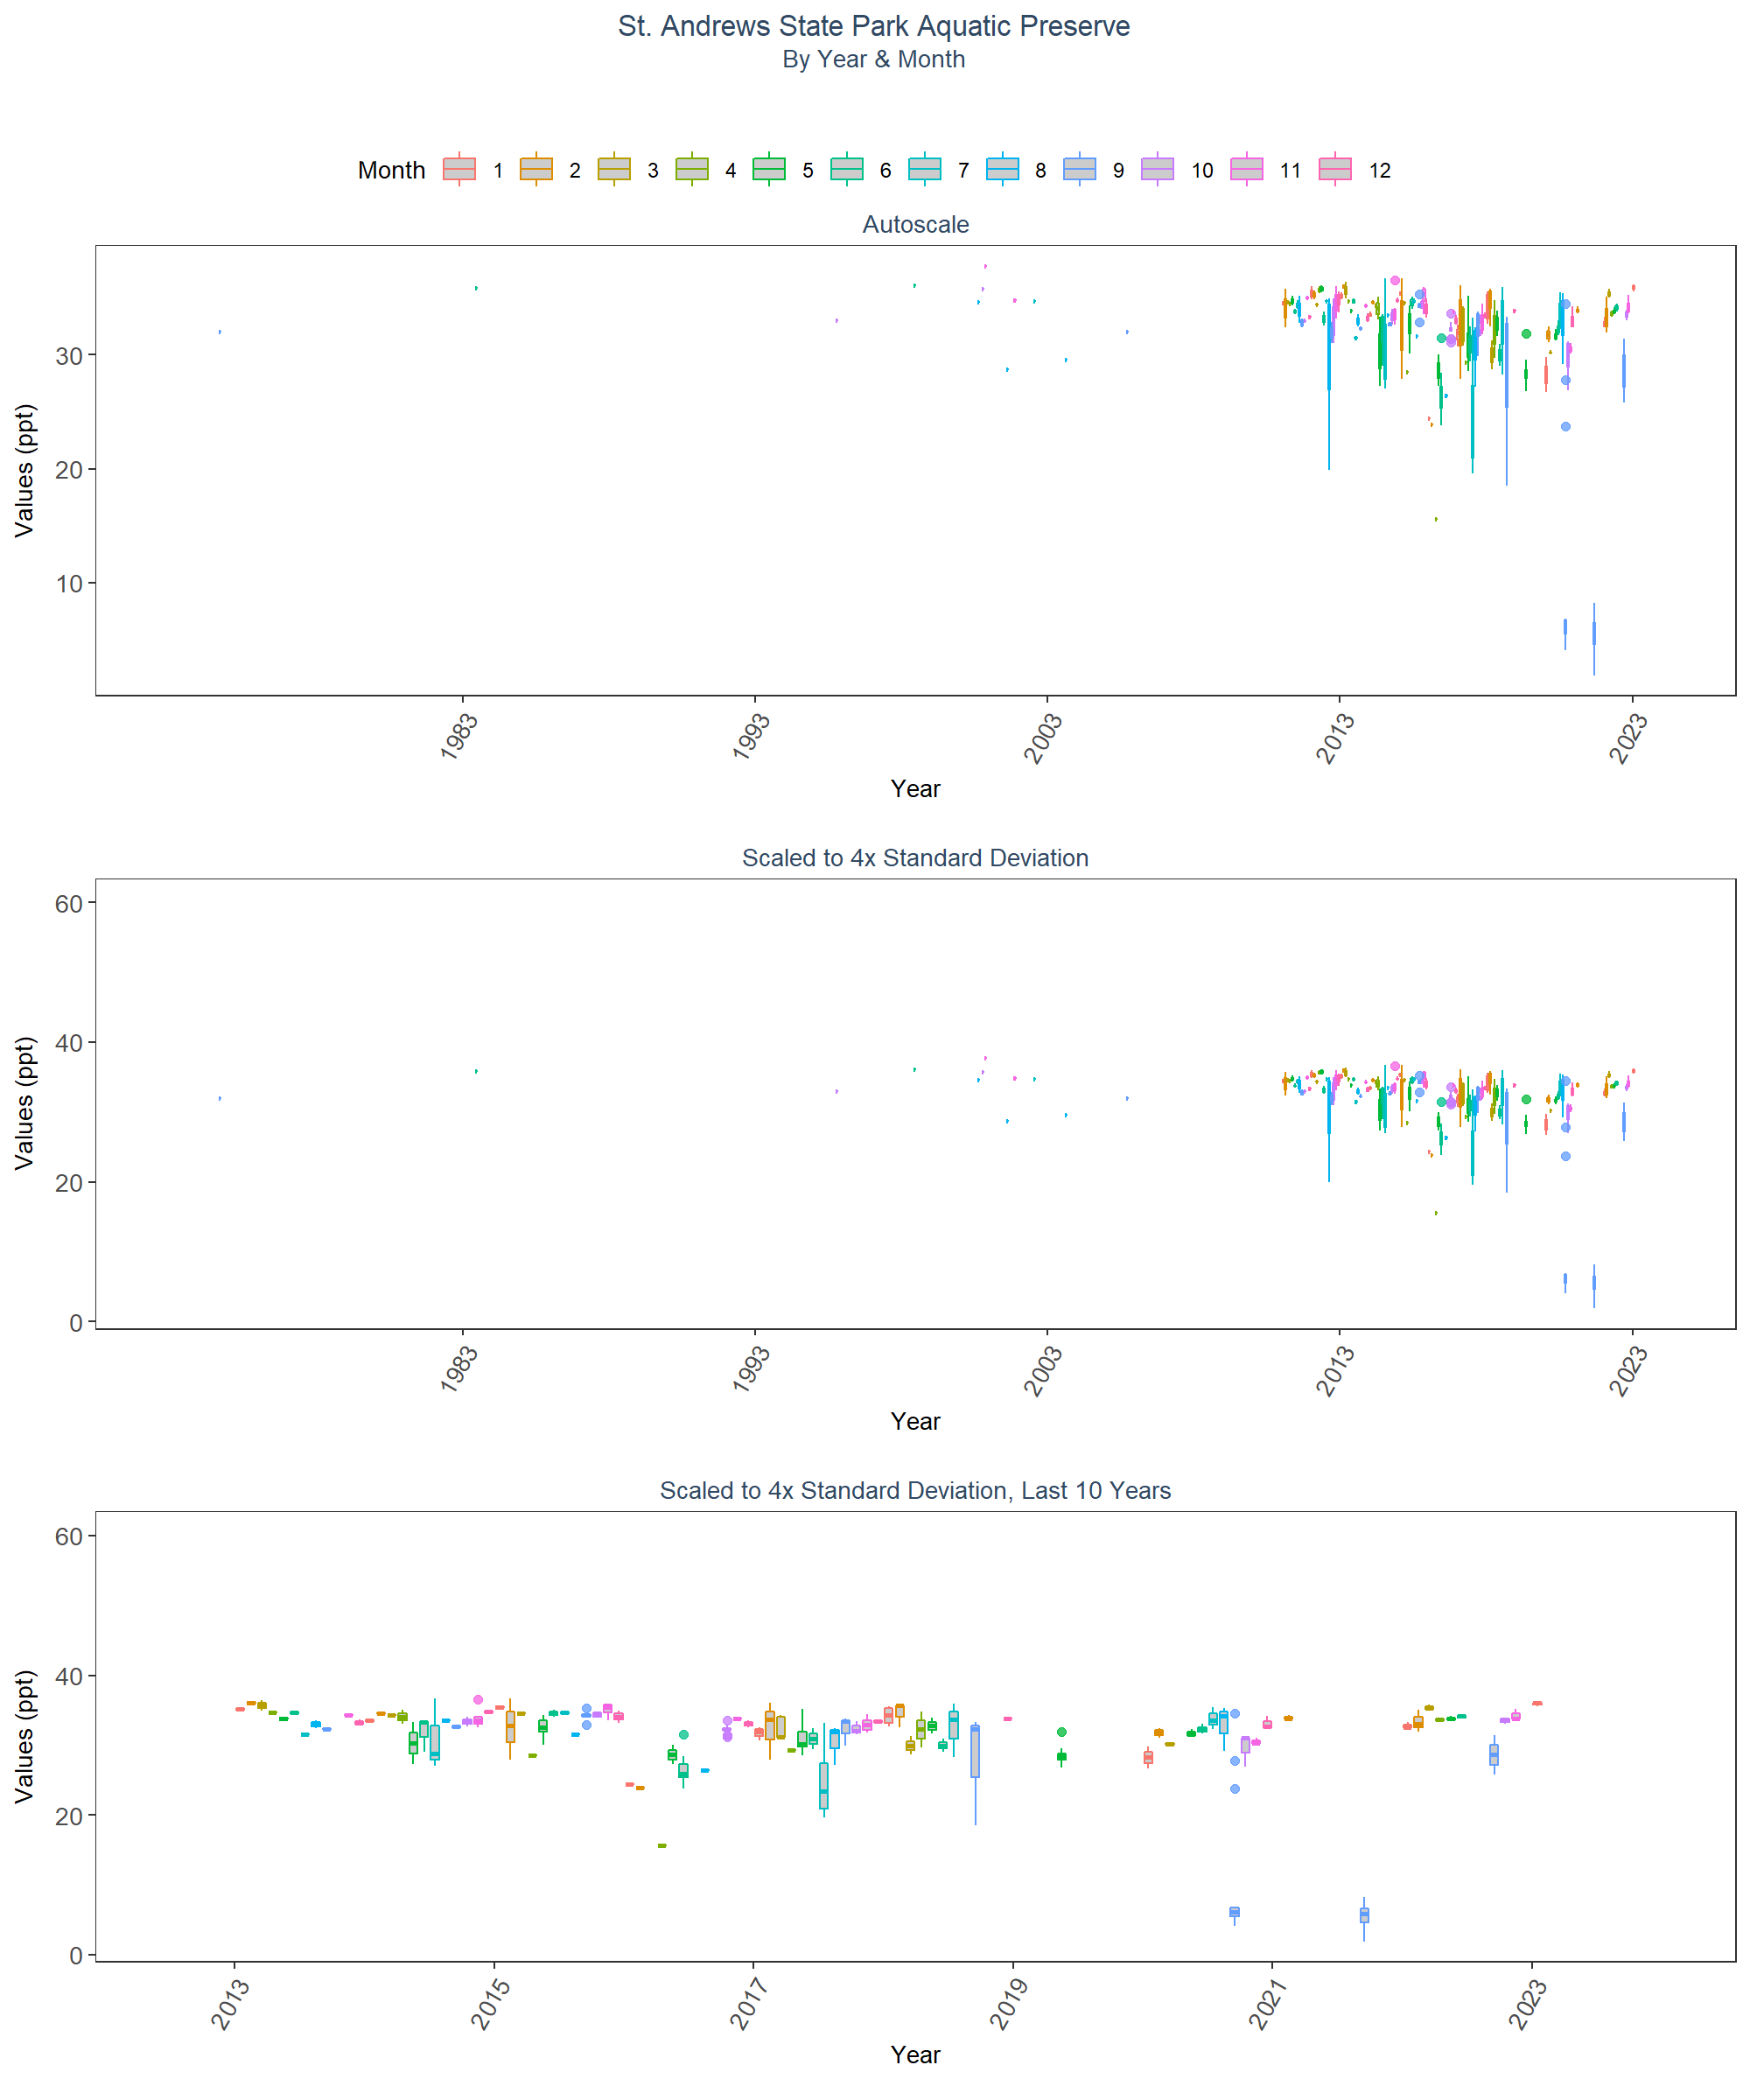 St. Andrews State Park Aquatic Preserve
By Year & Month
Month 1 2 3 4 5 6 7 8 9 10 11 12
Autoscale
Values (ppt)
30
20
10
1983 1993 2003 2013 2023
Year
Scaled to 4x Standard Deviation
Values (ppt)
60
40
20
0
1983 1993 2003 2013 2023
Year
Scaled to 4x Standard Deviation, Last 10 Years
Values (ppt)
60
40
20
0
2013 2015 2017 2019 2021 2023
Year